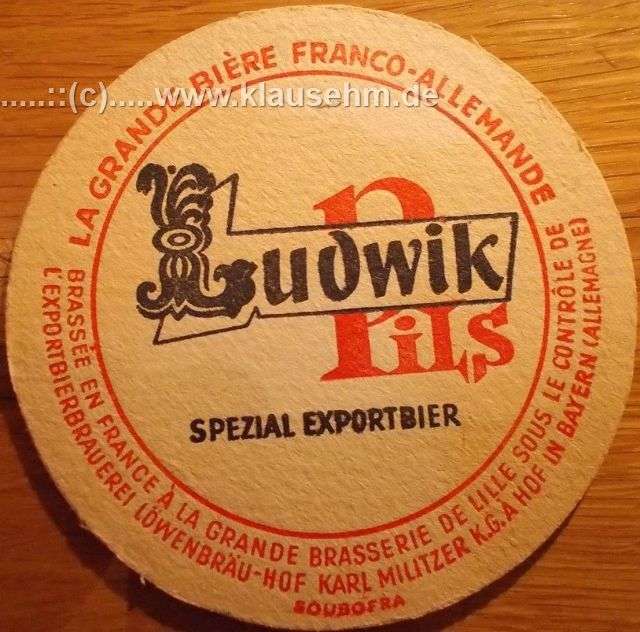 ......::(c).....www.klausehm.de
LA GRANDE BIÈRE FRANCO-ALLEMANDE
Ludwik
Pils
SPEZIAL EXPORTBIER
BRASSÉE EN FRANCE À LA GRANDE BRASSERIE DE LILLE SOUS LE CONTRÔLE DE
L'EXPORTBIERBRAUEREI LÖWENBRÄU-HOF KARL MILITZER K.G. À HOF IN BAYERN (ALLEMAGNE)
SOUBOFRA